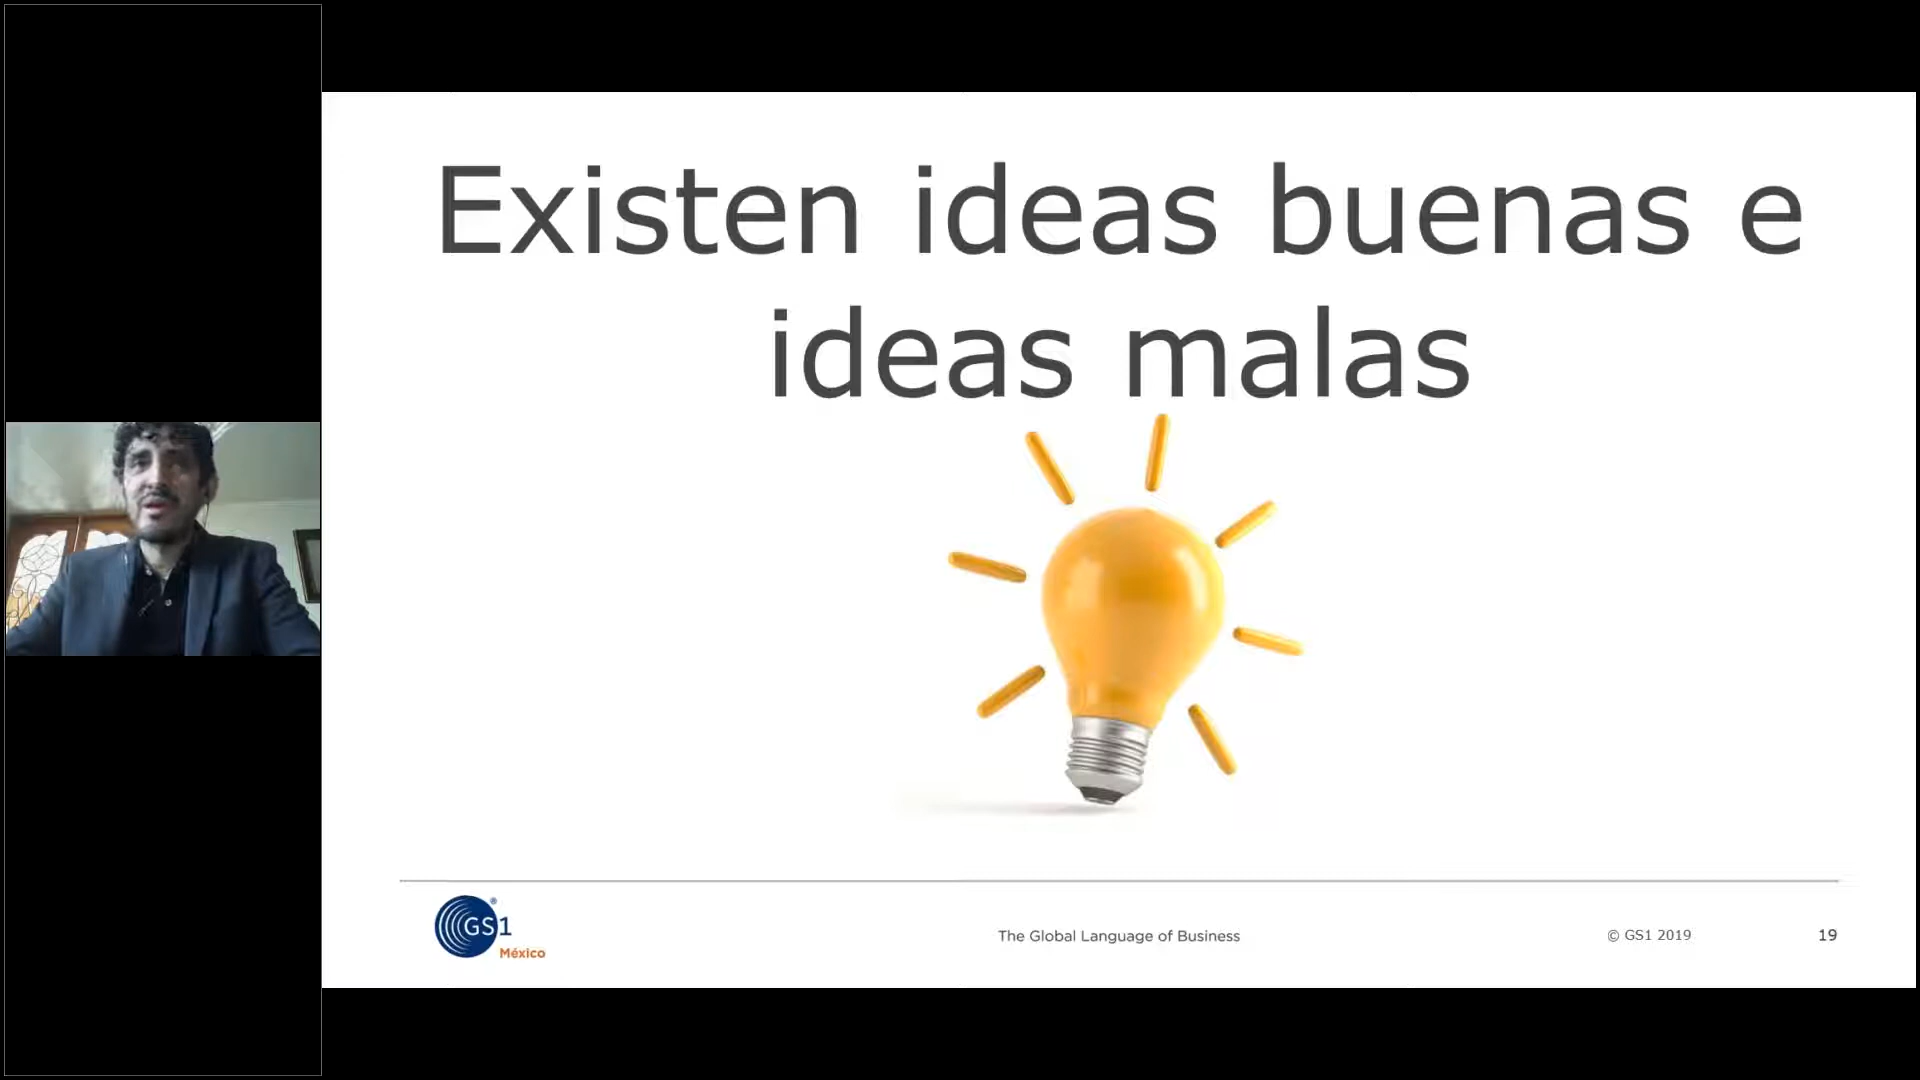 Existen ideas buenas e
ideas malas
GS1
®
México
The Global Language of Business
© GS1 2019
19